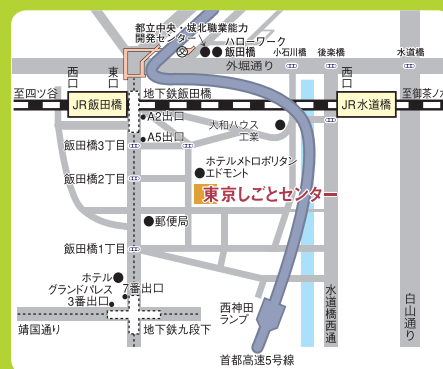 都立中央・城北職業能力
開発センター
ハローワーク
飯田橋
小石川橋
後楽橋
水道橋
外堀通り
西口
東口
西口
至四ツ谷
JR飯田橋
地下鉄飯田橋
JR水道橋
至御茶ノ水
A2出口
大和ハウス
工業
A5出口
飯田橋3丁目
ホテルメトロポリタン
エドモント
飯田橋2丁目
東京しごとセンター
郵便局
飯田橋1丁目
ホテル
グランドパレス
7番出口
3番出口
西神田
ランプ
水道橋西通
白山通り
靖国通り
地下鉄九段下
首都高速5号線